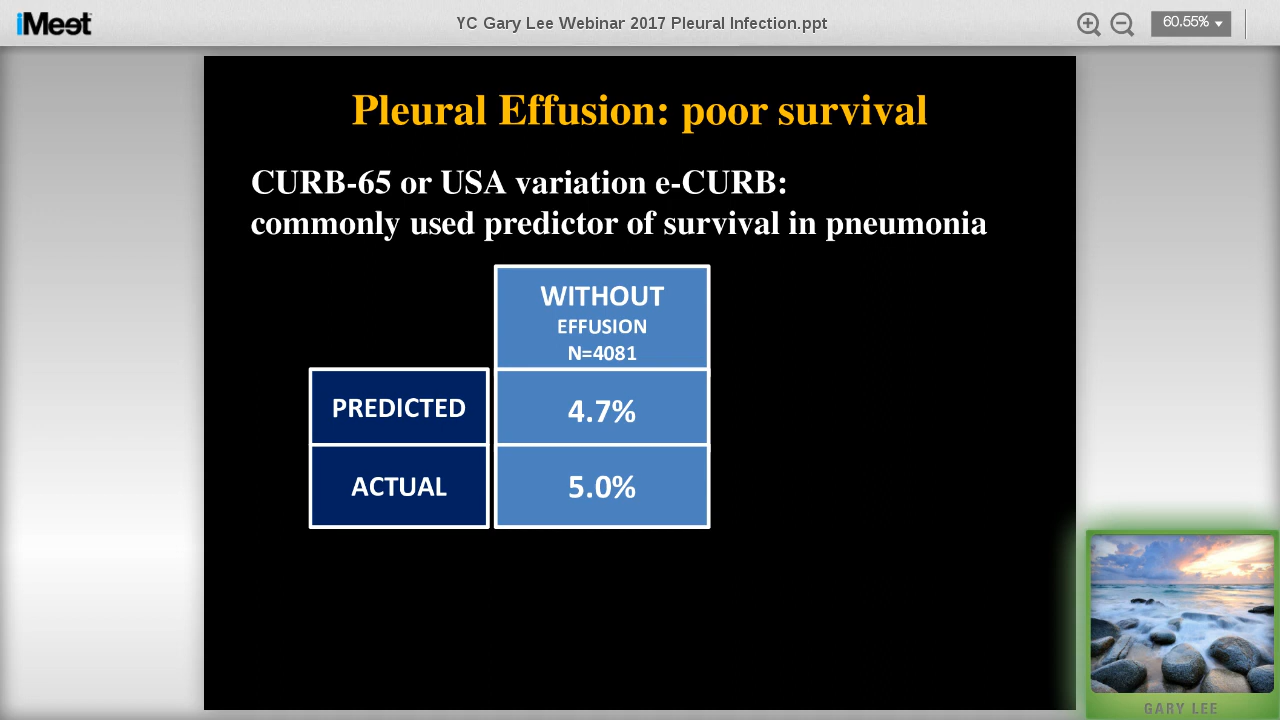 iMeet
YC Gary Lee Webinar 2017 Pleural Infection.ppt
60.55%
Pleural Effusion: poor survival
CURB-65 or USA variation e-CURB:
commonly used predictor of survival in pneumonia
WITHOUT
EFFUSION
N=4081
PREDICTED
4.7%
ACTUAL
5.0%
GARY LEE